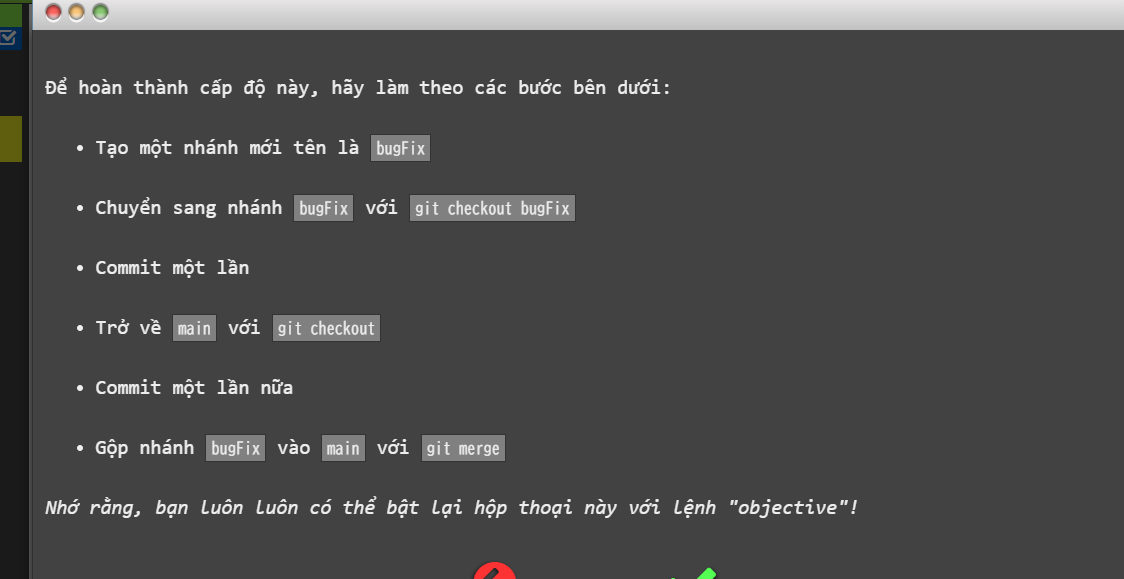 Để hoàn thành cấp độ này, hãy làm theo các bước bên dưới:
• Tạo một nhánh mới tên là bugFix
• Chuyển sang nhánh bugFix với git checkout bugFix
• Commit một lần
• Trở về main với git checkout
• Commit một lần nữa
• Gộp nhánh bugFix vào main với git merge
Nhớ rằng, bạn luôn luôn có thể bật lại hộp thoại này với lệnh "objective"!